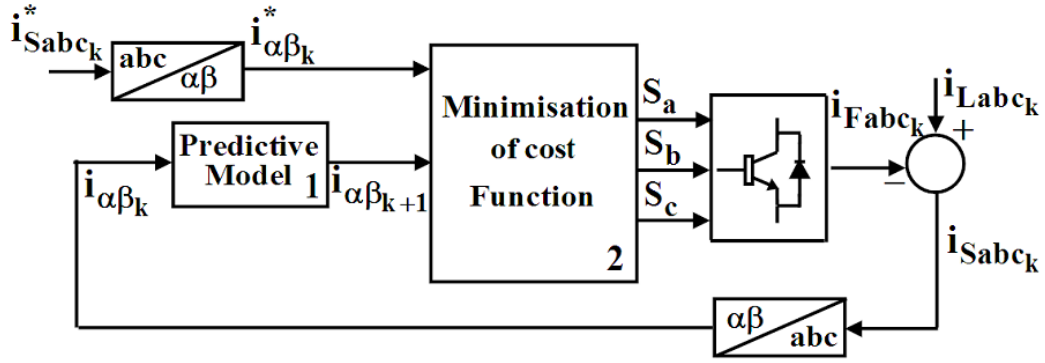 i*Sabck
abc
αβ
i*αβk
Predictive
Model 1
iαβk
iαβk+1
Minimisation
of cost
Function
2
Sa
Sb
Sc
iFabck
iLabck
+
−
iSabck
αβ
abc